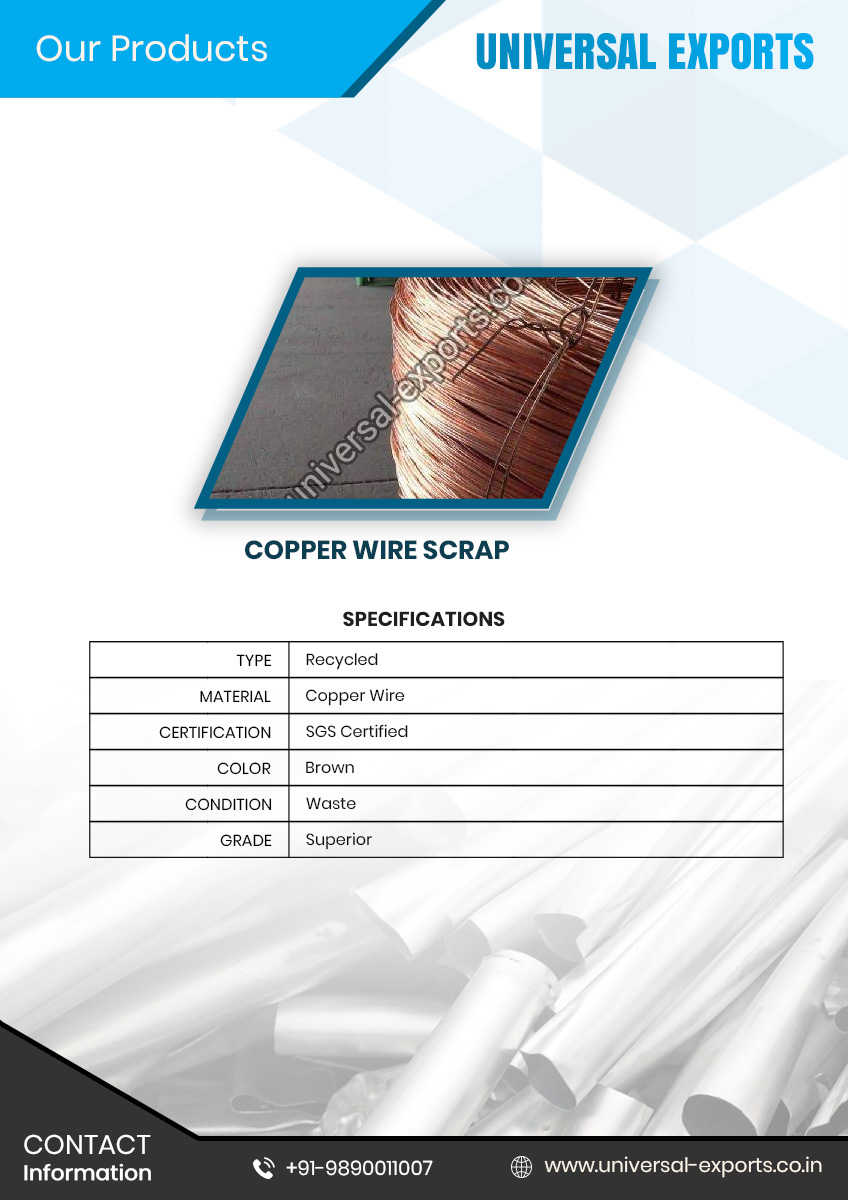 Our Products
UNIVERSAL EXPORTS
universal-exports.co
COPPER WIRE SCRAP
SPECIFICATIONS
TYPE Recycled
MATERIAL Copper Wire
CERTIFICATION SGS Certified
COLOR Brown
CONDITION Waste
GRADE Superior
CONTACT
Information
+91-9890011007
www.universal-exports.co.in